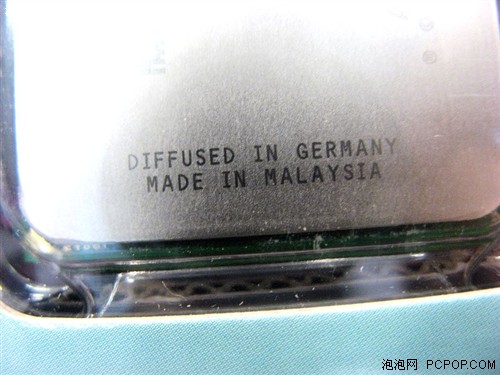 DIFFUSED IN GERMANY
MADE IN MALAYSIA
泡泡网 PCPOP.COM